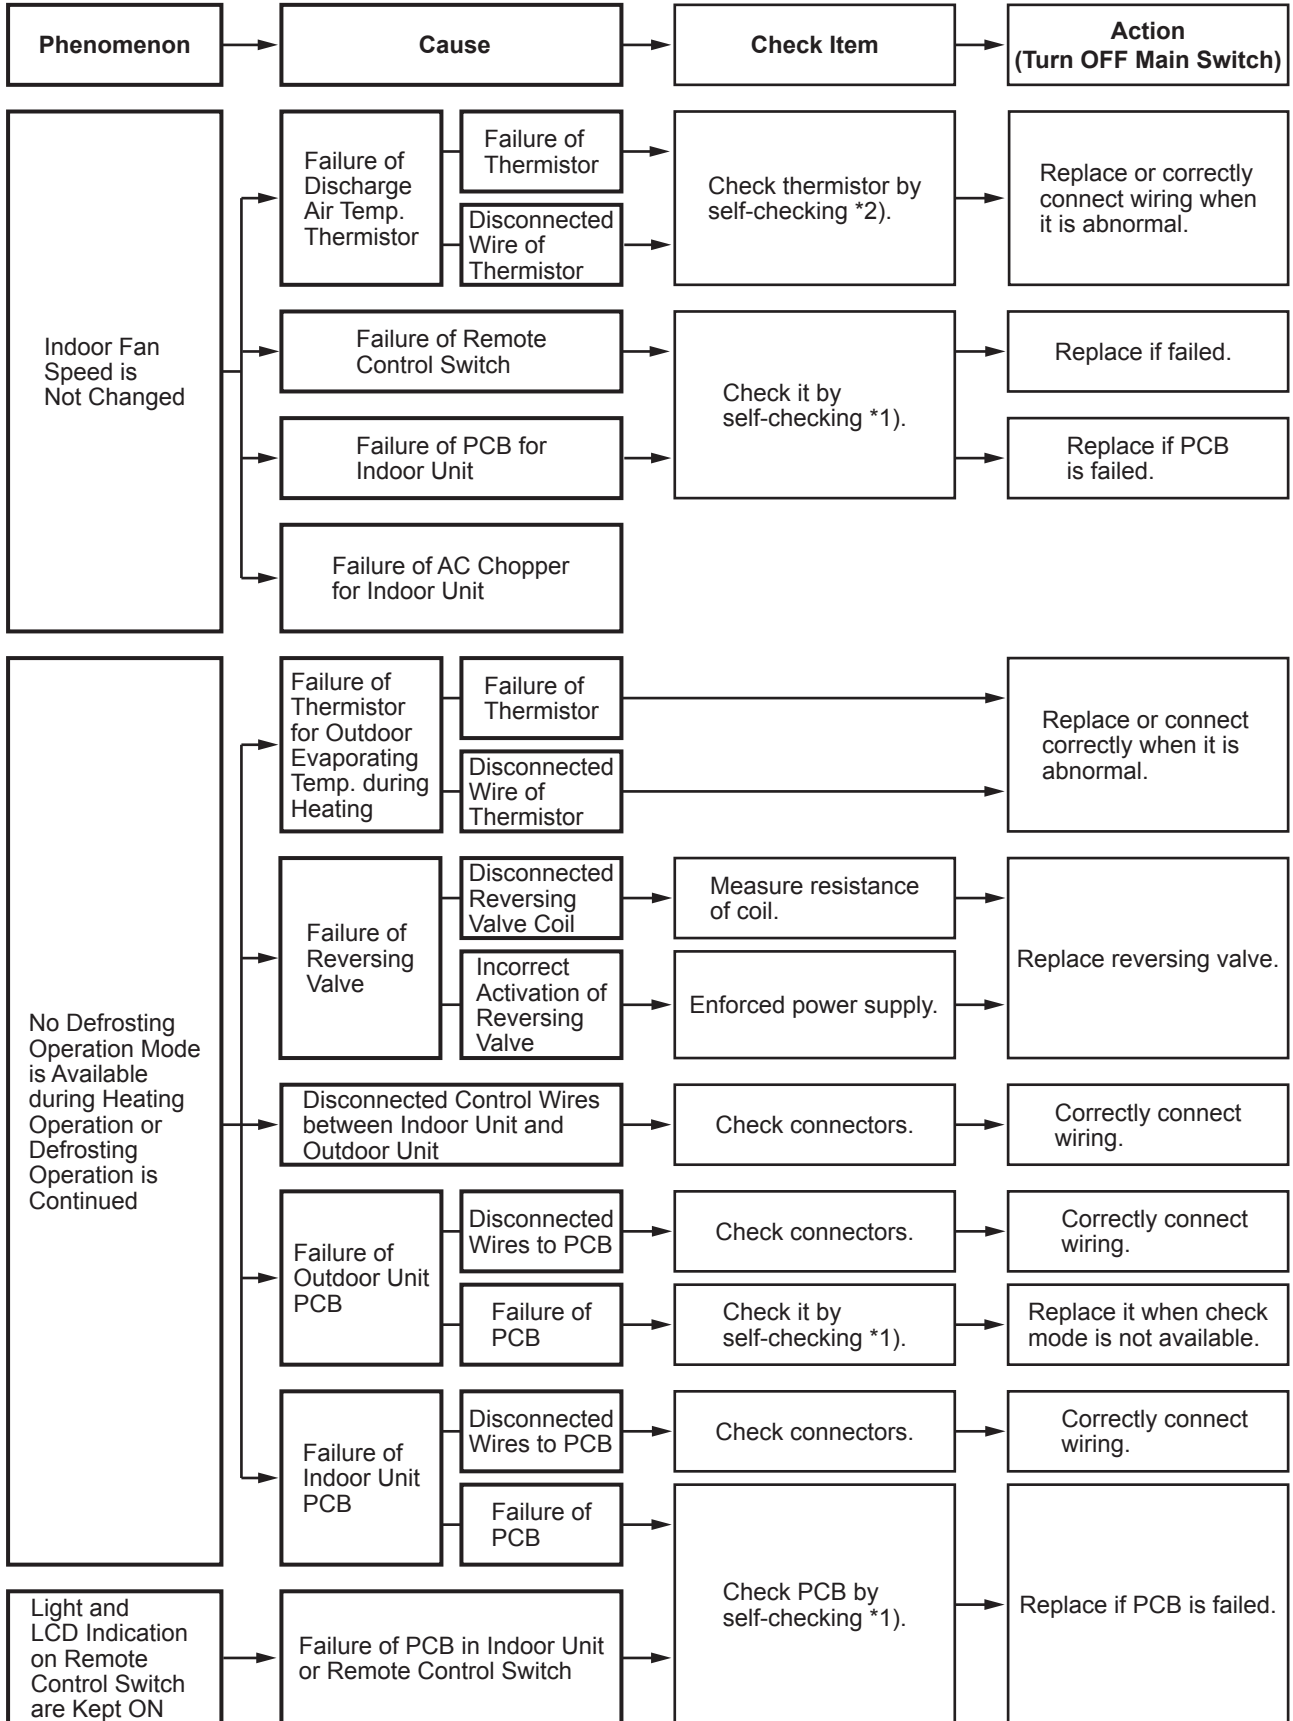 Phenomenon
Cause
Check Item
Action
(Turn OFF Main Switch)
Indoor Fan
Speed is
Not Changed
Failure of
Discharge
Air Temp.
Thermistor
Failure of
Thermistor
Disconnected
Wire of
Thermistor
Check thermistor by
self-checking *2).
Replace or correctly
connect wiring when
it is abnormal.
Failure of Remote
Control Switch
Failure of PCB for
Indoor Unit
Check it by
self-checking *1).
Replace if failed.
Replace if PCB
is failed.
Failure of AC Chopper
for Indoor Unit
No Defrosting
Operation Mode
is Available
during Heating
Operation or
Defrosting
Operation is
Continued
Failure of
Thermistor
for Outdoor
Evaporating
Temp. during
Heating
Failure of
Thermistor
Disconnected
Wire of
Thermistor
Replace or connect
correctly when it is
abnormal.
Failure of
Reversing
Valve
Disconnected
Reversing
Valve Coil
Measure resistance
of coil.
Incorrect
Activation of
Reversing
Valve
Enforced power supply.
Replace reversing valve.
Disconnected Control Wires
between Indoor Unit and
Outdoor Unit
Check connectors.
Correctly connect
wiring.
Failure of
Outdoor Unit
PCB
Disconnected
Wires to PCB
Check connectors.
Correctly connect
wiring.
Failure of
PCB
Check it by
self-checking *1).
Replace it when check
mode is not available.
Failure of
Indoor Unit
PCB
Disconnected
Wires to PCB
Check connectors.
Correctly connect
wiring.
Failure of
PCB
Check PCB by
self-checking *1).
Replace if PCB is failed.
Light and
LCD Indication
on Remote
Control Switch
are Kept ON
Failure of PCB in Indoor Unit
or Remote Control Switch